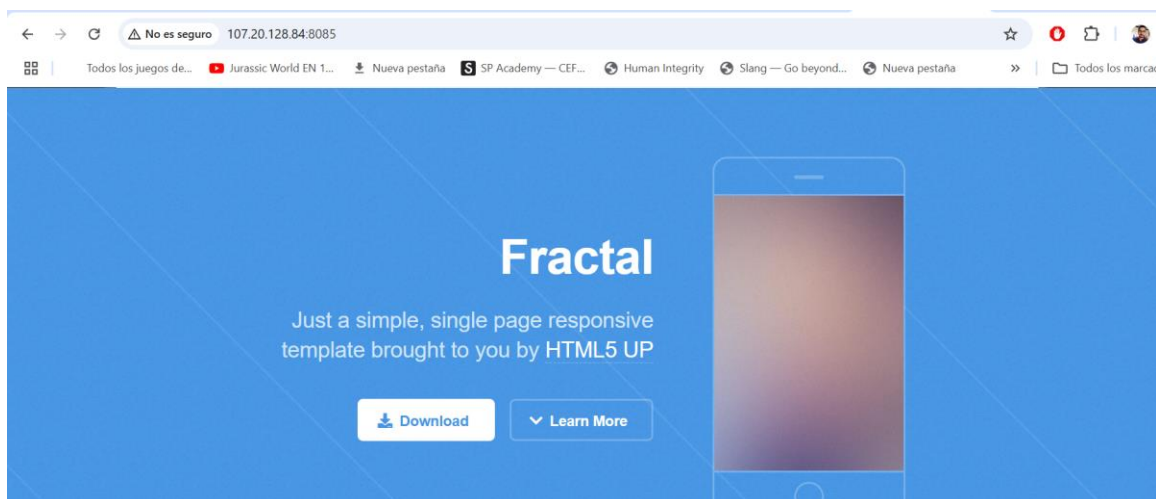 No es seguro 107.20.128.84:8085
Todos los juegos de... Jurassic World EN 1... Nueva pestaña S SP Academy — CEF... Human Integrity Slang — Go beyond... Nueva pestaña » Todos los marcad
Fractal
Just a simple, single page responsive
template brought to you by HTML5 UP
Download Learn More